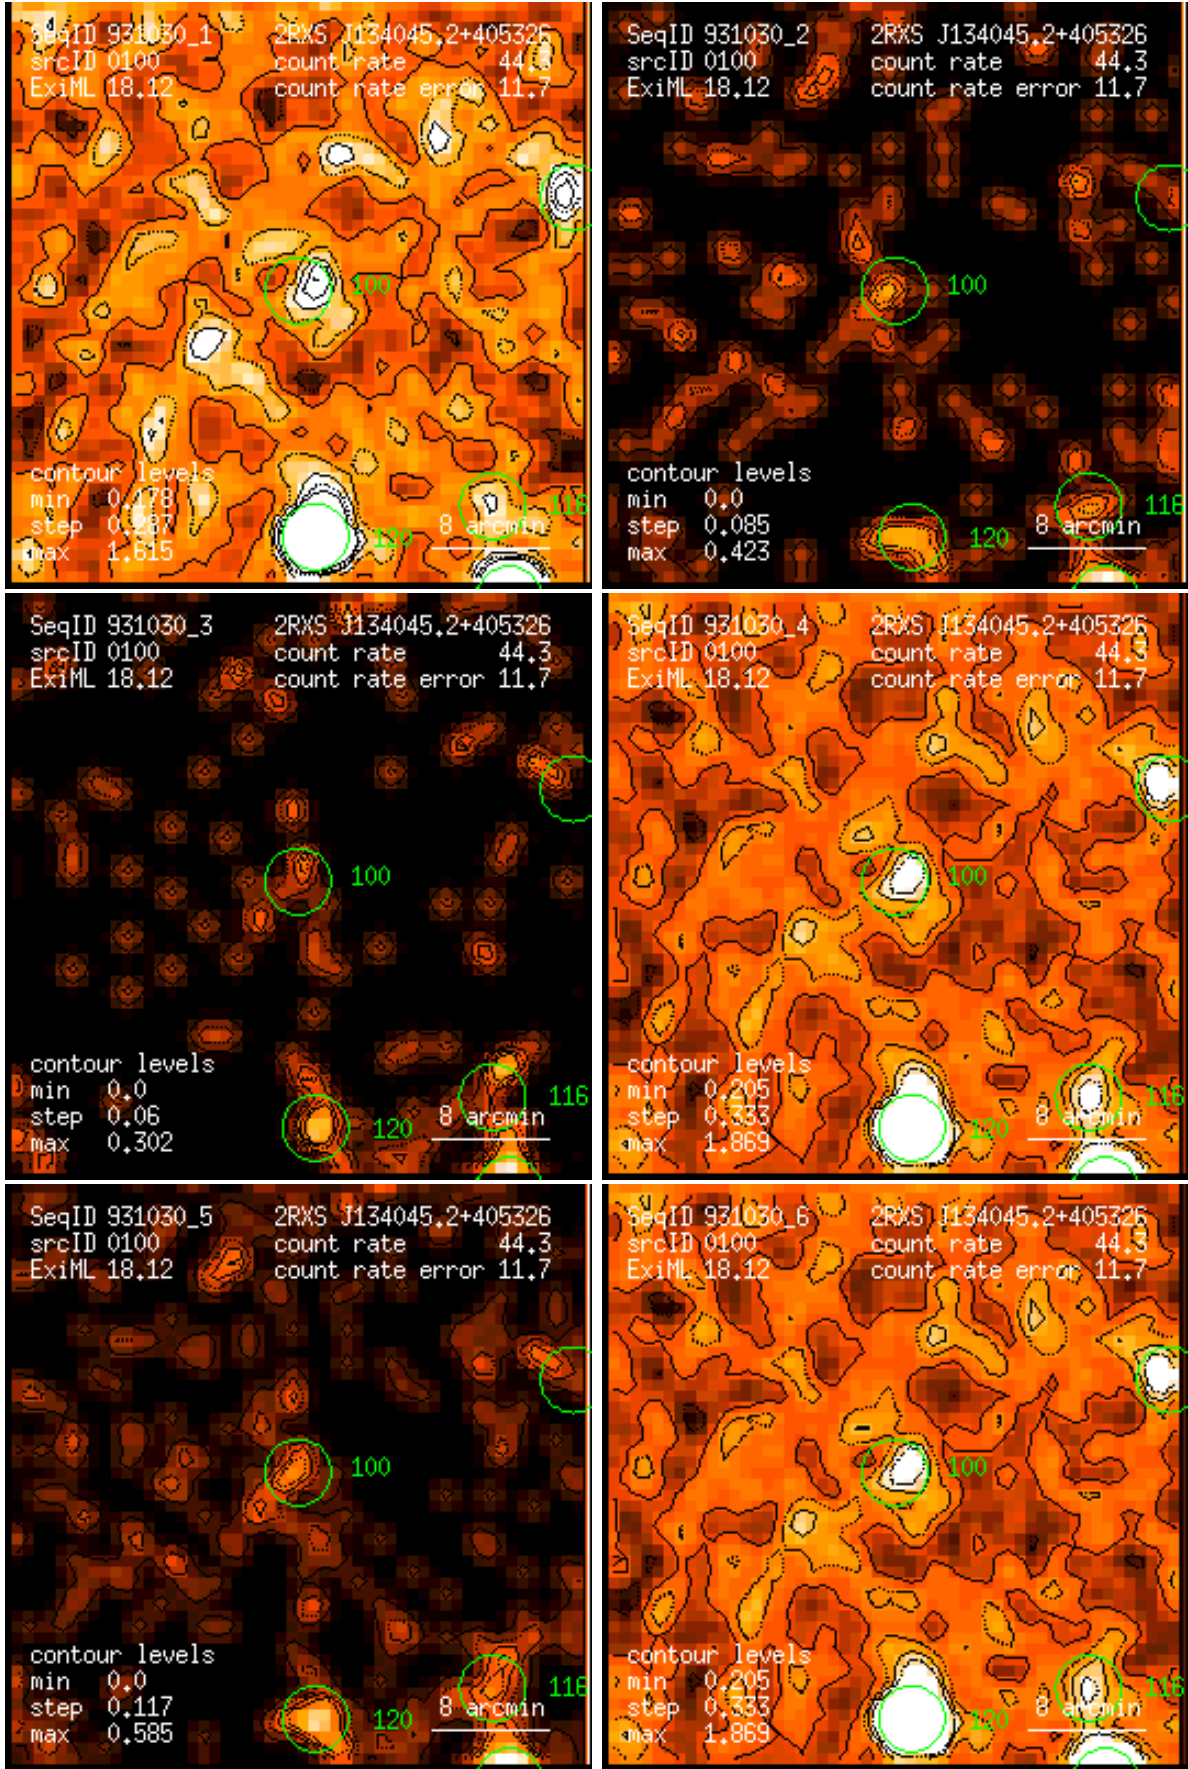 SeqID 931030_1 2RXS J134045.2+405326
srcID 0100 count rate 44.3
ExiML 18.12 count rate error 11.7
100
contour levels
min 0.178
116
step 0.287
8 arcmin
120
max 1.615
SeqID 931030_2 2RXS J134045.2+405326
srcID 0100 count rate 44.3
ExiML 18.12 count rate error 11.7
100
contour levels
min 0.0
116
step 0.085
8 arcmin
120
max 0.423
SeqID 931030_3 2RXS J134045.2+405326
srcID 0100 count rate 44.3
ExiML 18.12 count rate error 11.7
100
contour levels
min 0.0
116
step 0.06
8 arcmin
120
max 0.302
SeqID 931030_4 2RXS J134045.2+405326
srcID 0100 count rate 44.3
ExiML 18.12 count rate error 11.7
100
contour levels
min 0.205
116
step 0.333
8 arcmin
120
max 1.869
SeqID 931030_5 2RXS J134045.2+405326
srcID 0100 count rate 44.3
ExiML 18.12 count rate error 11.7
100
contour levels
min 0.0
116
step 0.117
8 arcmin
120
max 0.585
SeqID 931030_6 2RXS J134045.2+405326
srcID 0100 count rate 44.3
ExiML 18.12 count rate error 11.7
100
contour levels
min 0.205
116
step 0.333
8 arcmin
120
max 1.869